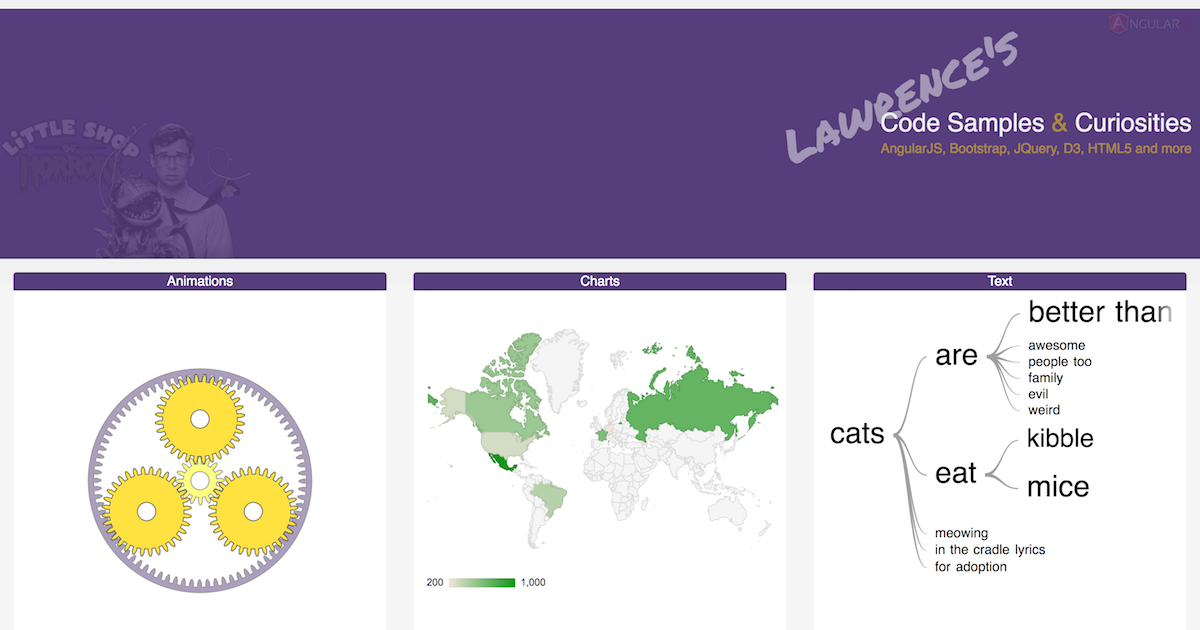 ANGULAR
LAWRENCE'S
Code Samples & Curiosities
AngularJS, Bootstrap, JQuery, D3, HTML5 and more
LiTTLE SHOP
OF
HORRORS
Animations
Charts
200
1,000
Text
cats
are
better than
awesome
people too
family
evil
weird
eat
kibble
mice
meowing
in the cradle lyrics
for adoption